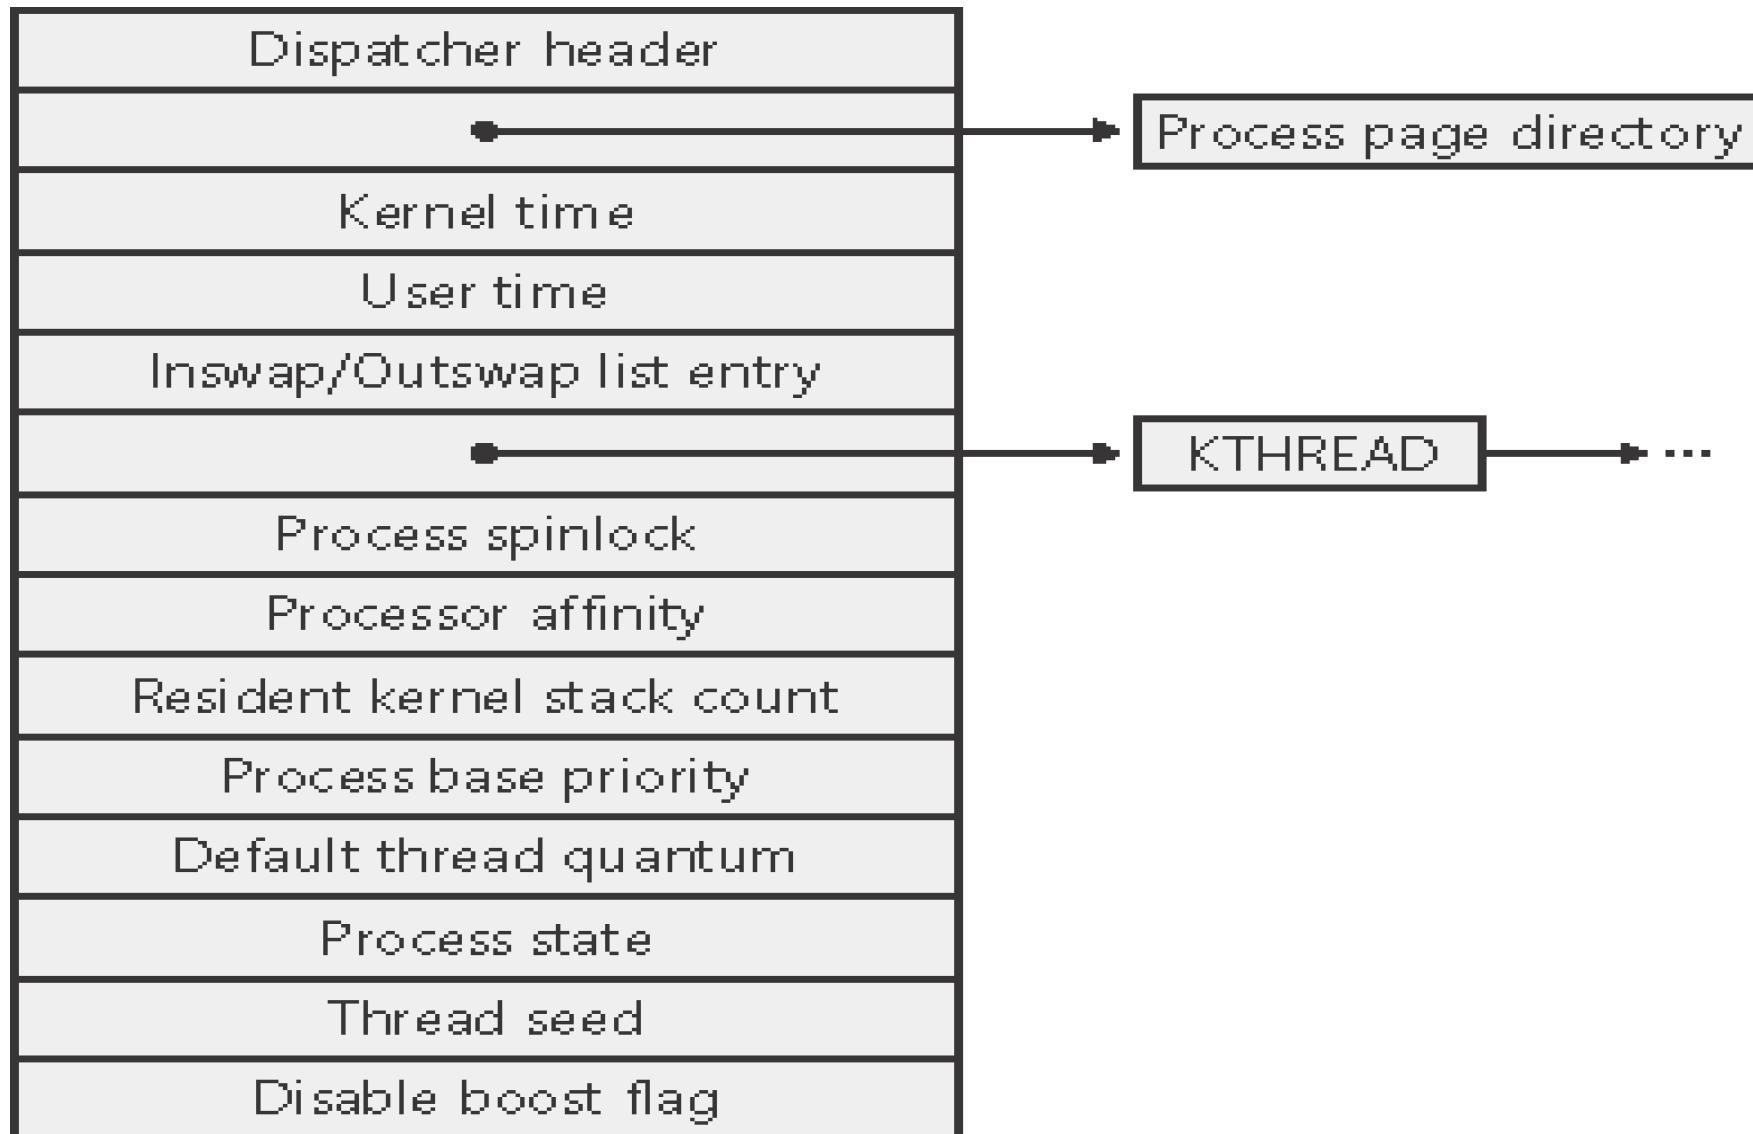 Dispatcher header
Process page directory
Kernel time
User time
Inswap/Outswap list entry
KTHREAD
...
Process spinlock
Processor affinity
Resident kernel stack count
Process base priority
Default thread quantum
Process state
Thread seed
Disable boost flag